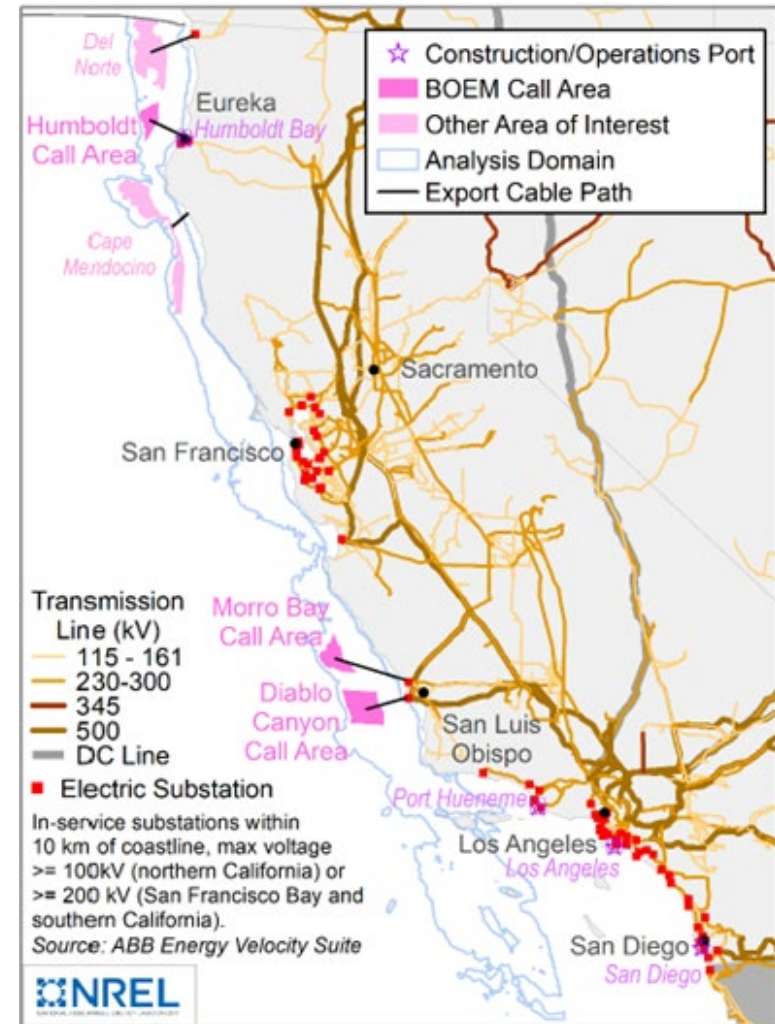 Del
Norte
Construction/Operations Port
BOEM Call Area
Other Area of Interest
Analysis Domain
Export Cable Path
Eureka
Humboldt Bay
Humboldt
Call Area
Cape
Mendocino
Sacramento
San Francisco
Transmission
Line (kV)
115 - 161
230-300
345
500
DC Line
Electric Substation
In-service substations within
10 km of coastline, max voltage
>= 100kV (northern California) or
>= 200 kV (San Francisco Bay and
southern California).
Source: ABB Energy Velocity Suite
Morro Bay
Call Area
Diablo
Canyon
Call Area
San Luis
Obispo
Port Hueneme
Los Angeles
Los Angeles
San Diego
San Diego
NREL